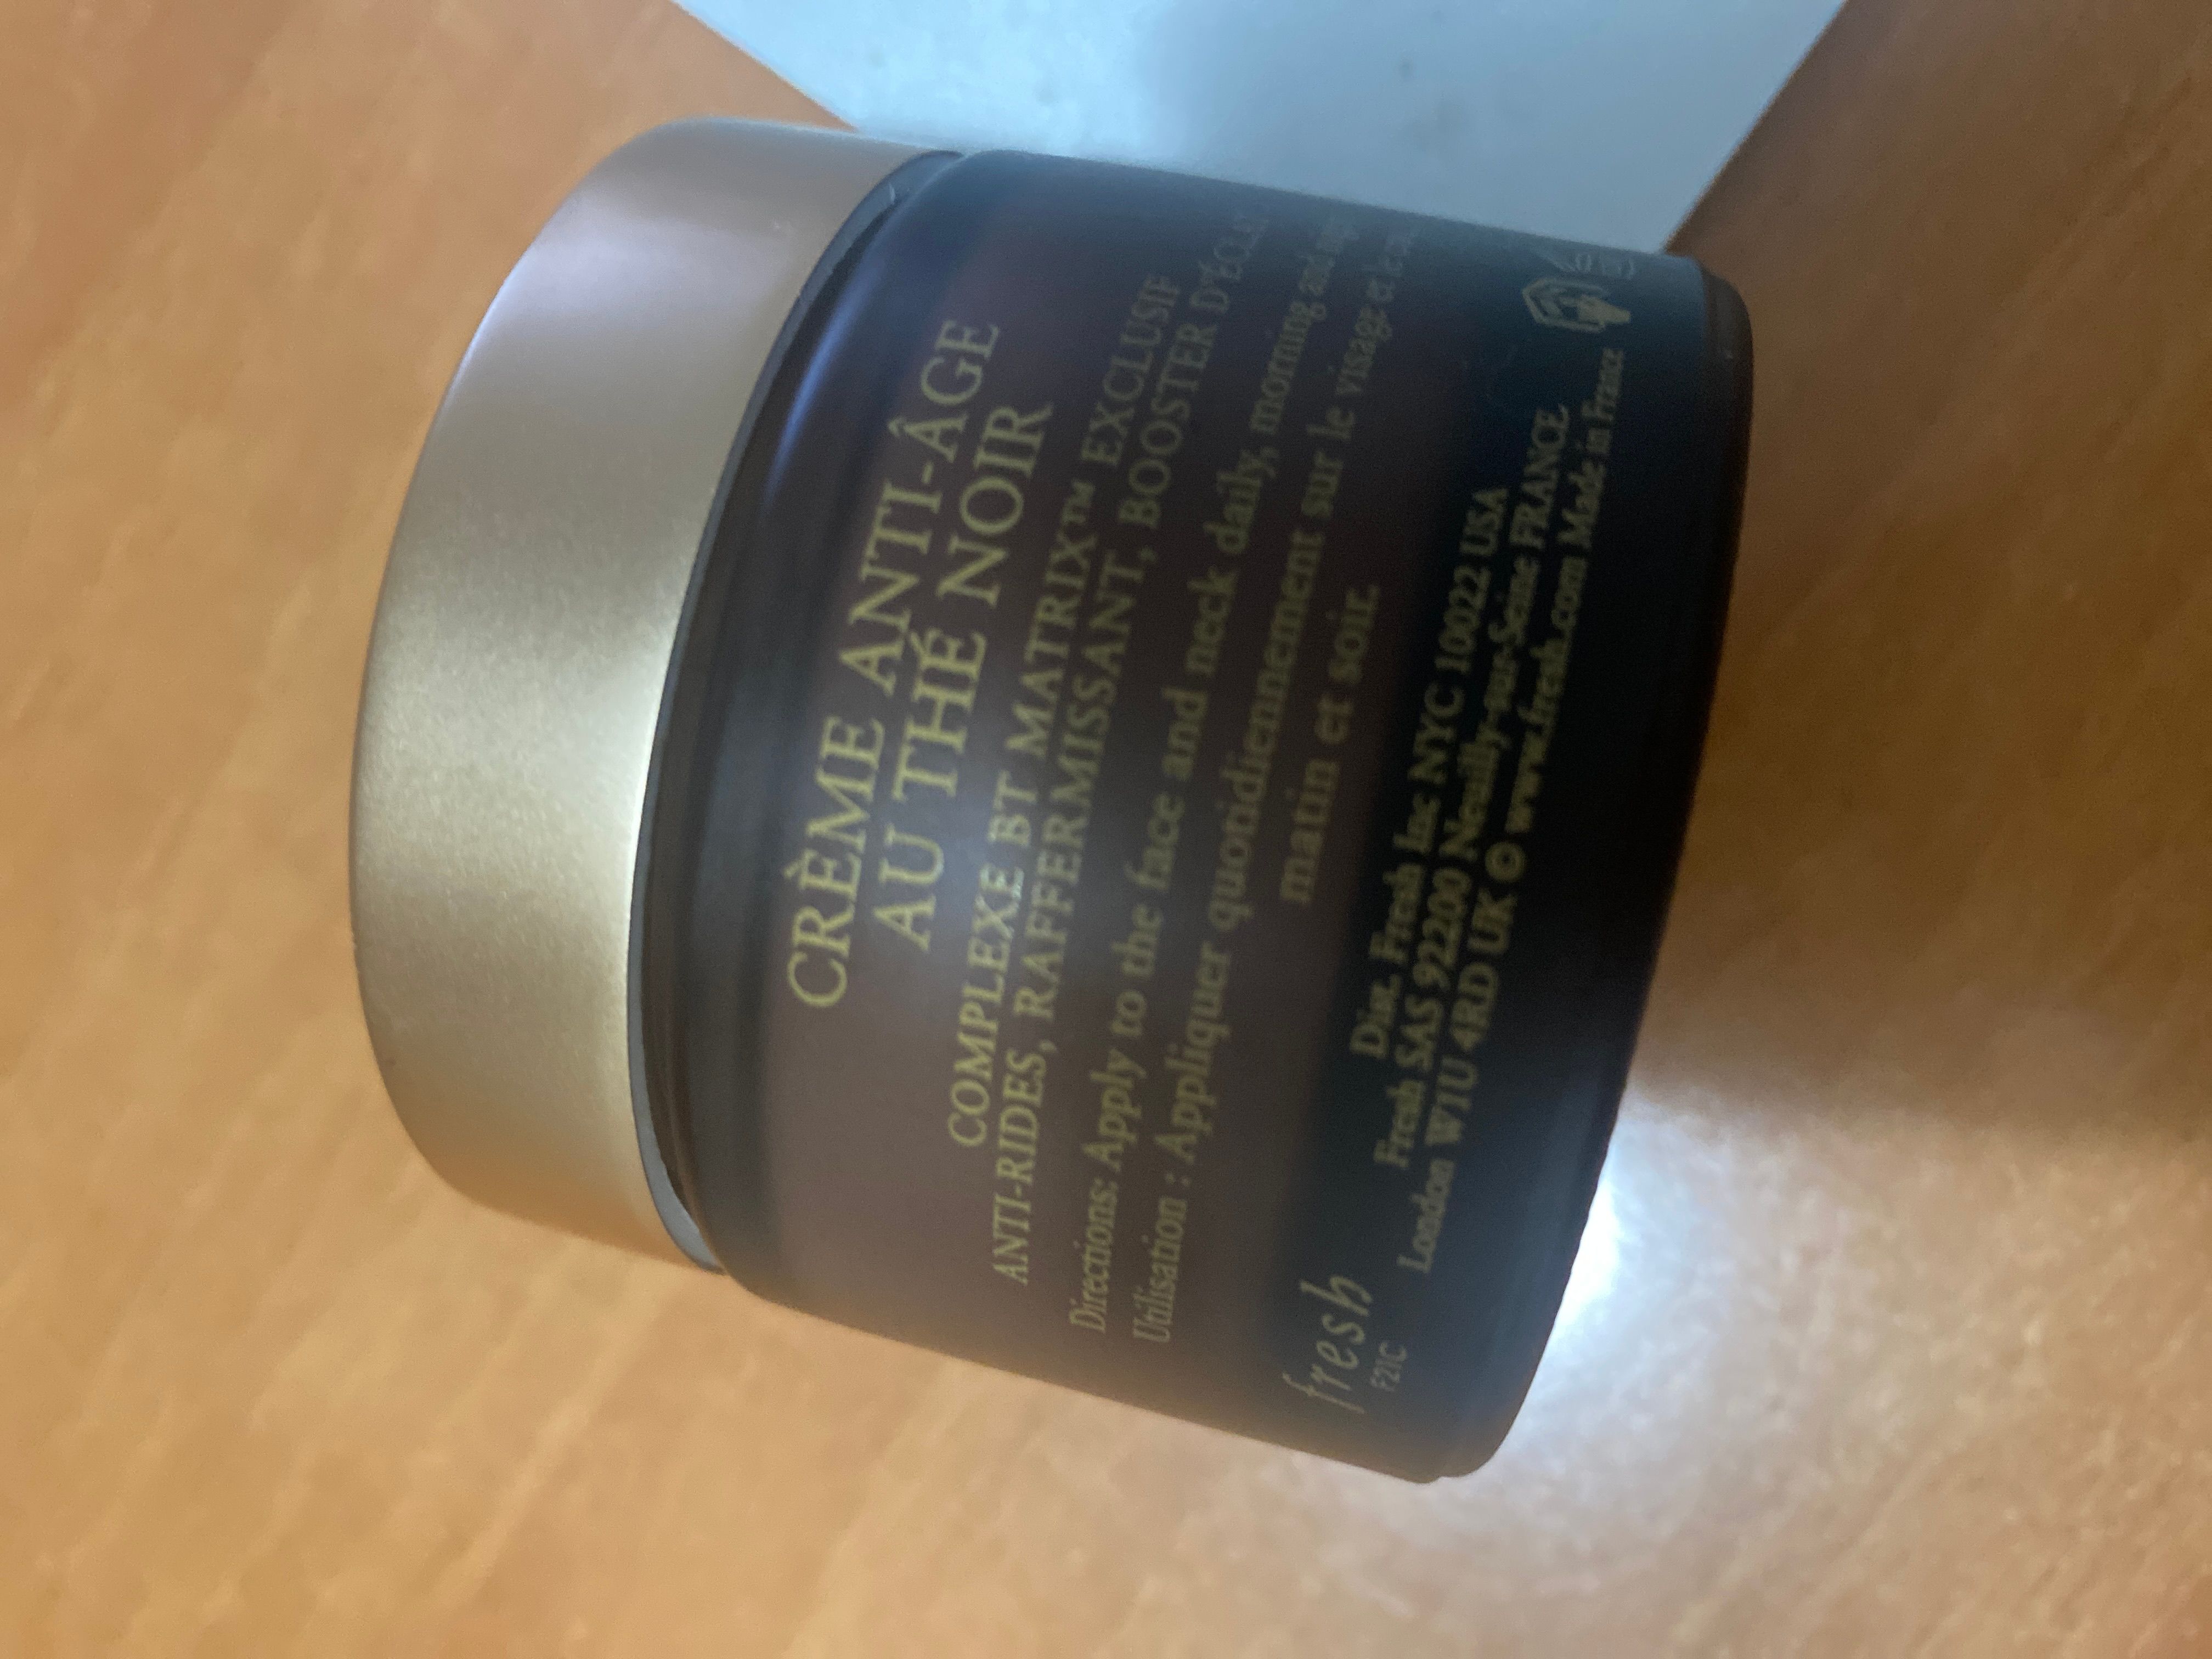 CRÈME ANTI-ÂGE
AU THÉ NOIR
COMPLEXE BT MATRIX™ EXCLUSIF
ANTI-RIDES, RAFFERMISSANT, BOOSTER D'ÉCLAT
Directions: Apply to the face and neck daily, morning and night.
Utilisation : Appliquer quotidiennement sur le visage et le
matin et soir.
Dist. Fresh Inc NYC 10022 USA
Fresh SAS 92200 Neuilly-sur-Seine FRANCE
London W1U 4RD UK © www.fresh.com Made in France
fresh
F21C